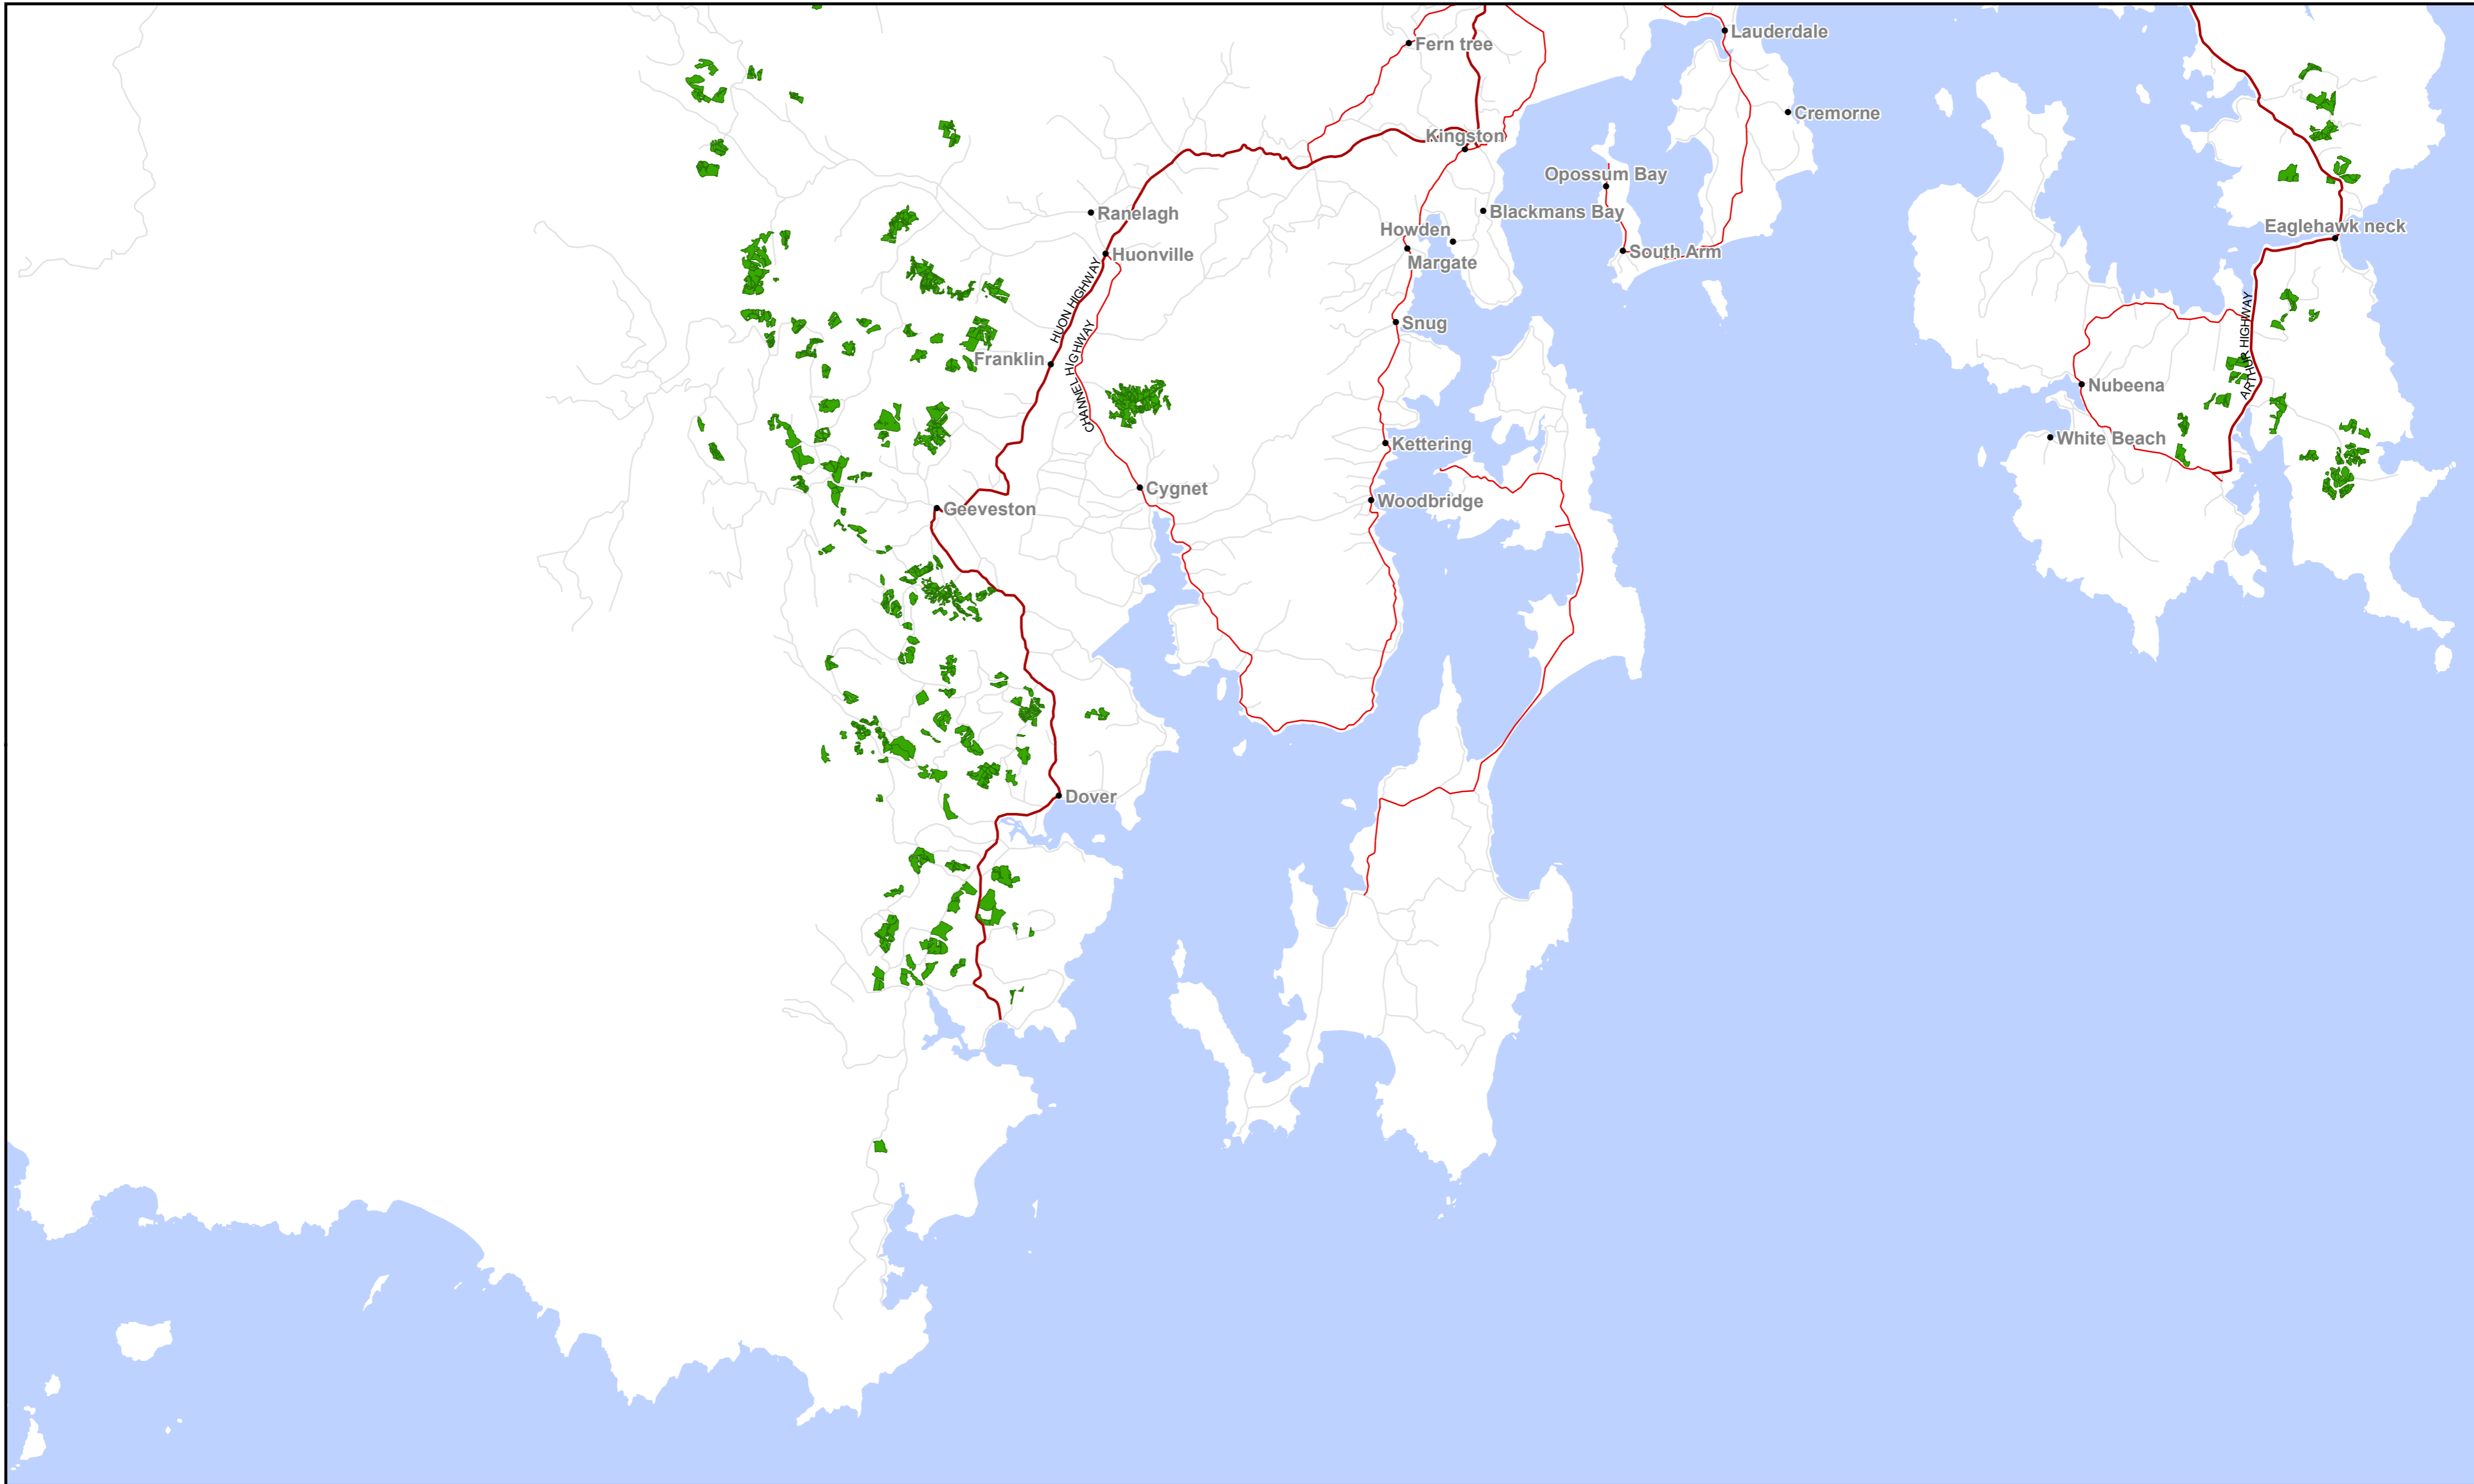 Lauderdale
Fern tree
Cremorne
Kingston
Opossum Bay
Ranelagh
Blackmans Bay
Howden
Eaglehawk neck
Huonville
South Arm
Margate
HUON HIGHWAY
Snug
ARTHUR HIGHWAY
Franklin
CHANNEL HIGHWAY
Nubeena
White Beach
Kettering
Cygnet
Woodbridge
Geeveston
Dover